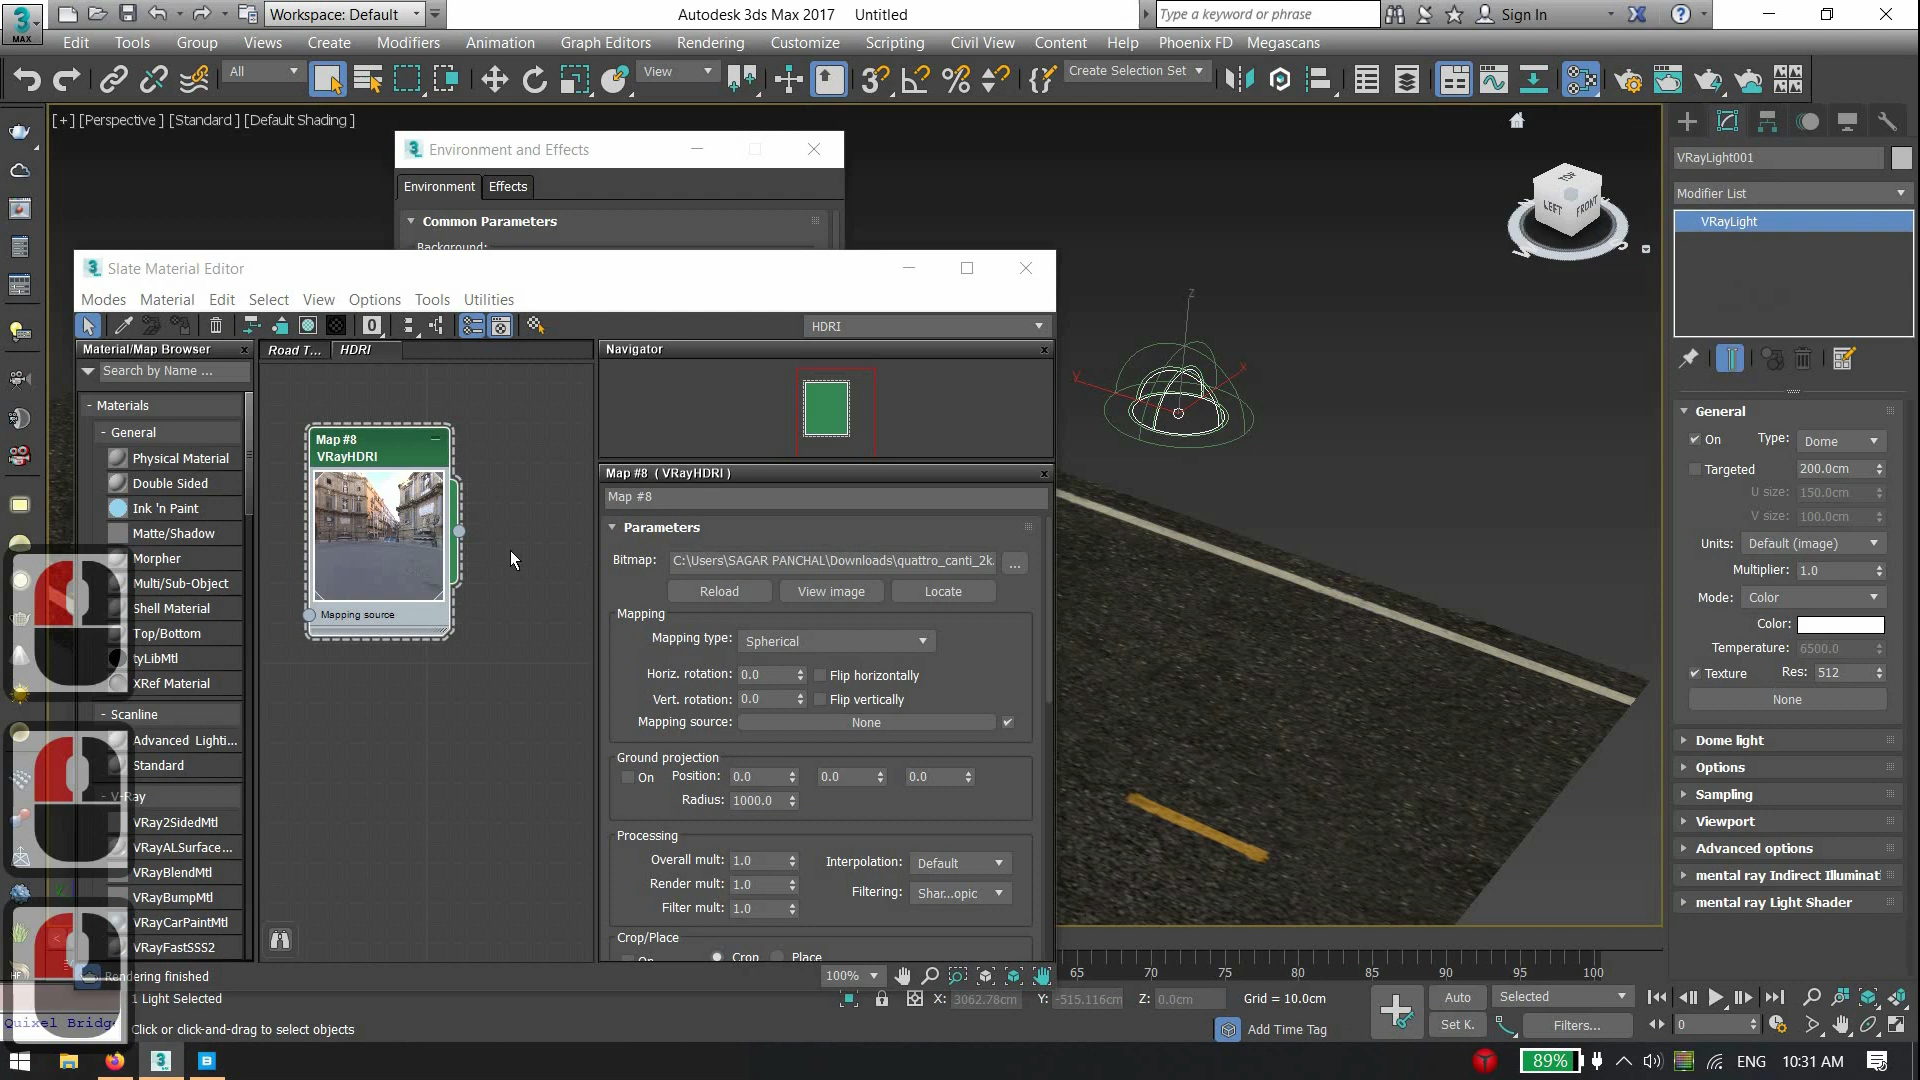 3 MAX
Workspace: Default
Autodesk 3ds Max 2017 Untitled
Type a keyword or phrase
Sign In
Edit Tools Group Views Create Modifiers Animation Graph Editors Rendering Customize Scripting Civil View Content Help Phoenix FD Megascans
All
View
Create Selection Set
[+] [Perspective ] [Standard ] [Default Shading ]
Environment and Effects
Environment Effects
Common Parameters
Background:
TOP
LEFT
FRONT
Z
X
Y
Slate Material Editor
Modes Material Edit Select View Options Tools Utilities
HDRI
Material/Map Browser
Search by Name ...
- Materials
- General
Physical Material
Double Sided
Ink 'n Paint
Matte/Shadow
Morpher
Multi/Sub-Object
Shell Material
Top/Bottom
tyLibMtl
XRef Material
- Scanline
Advanced Lighti...
Standard
- V-Ray
VRay2SidedMtl
VRayALSurface...
VRayBlendMtl
VRayBumpMtl
VRayCarPaintMtl
VRayFastSSS2
Road T... HDRI
Map #8
VRayHDRI
Mapping source
Navigator
Map #8 ( VRayHDRI )
Map #8
Parameters
Bitmap: C:\Users\SAGAR PANCHAL\Downloads\quattro_canti_2k. ...
Reload View image Locate
Mapping
Mapping type: Spherical
Horiz. rotation: 0.0 Flip horizontally
Vert. rotation: 0.0 Flip vertically
Mapping source: None
Ground projection
On Position: 0.0 0.0 0.0
Radius: 1000.0
Processing
Overall mult: 1.0 Interpolation: Default
Render mult: 1.0
Filtering: Shar...opic
Filter mult: 1.0
Crop/Place
On Crop Place
Rendering finished
100%
VRayLight001
Modifier List
VRayLight
General
On Type: Dome
Targeted 200.0cm
U size: 150.0cm
V size: 100.0cm
Units: Default (image)
Multiplier: 1.0
Mode: Color
Color:
Temperature: 6500.0
Texture Res: 512
None
Dome light
Options
Sampling
Viewport
Advanced options
mental ray Indirect Illuminat
mental ray Light Shader
65 70 75 80 85 90 95 100
1 Light Selected
X: 3062.78cm Y: -515.116cm Z: 0.0cm Grid = 10.0cm
Auto Selected
Quixel Bridg
Click or click-and-drag to select objects
Add Time Tag
Set K. Filters...
0
89%
ENG 10:31 AM